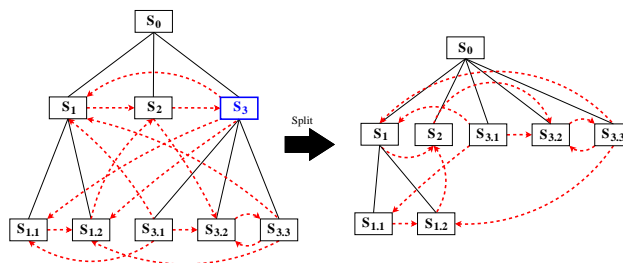 S0
S1 S2 S3
S1.1 S1.2 S3.1 S3.2 S3.3
Split
S0
S1 S2 S3.1 S3.2 S3.3
S1.1 S1.2